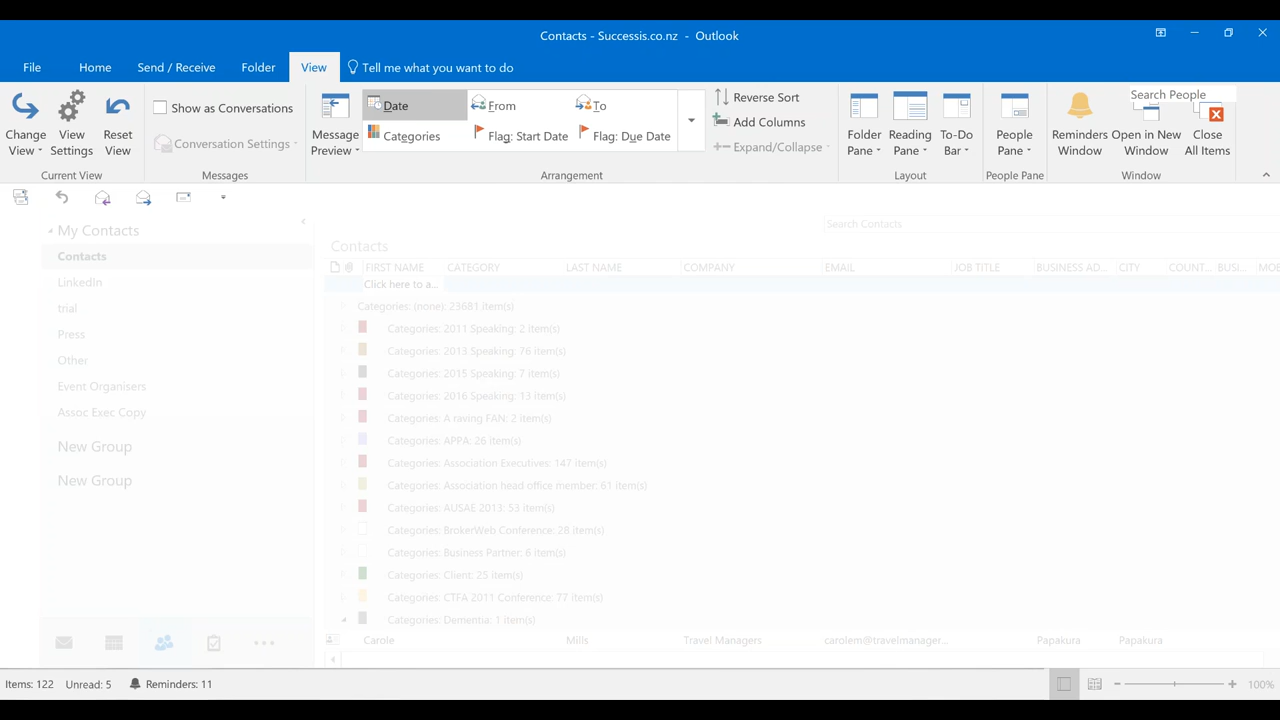 Contacts - Successis.co.nz - Outlook
File Home Send / Receive Folder View Tell me what you want to do
Change View View Settings Reset View
Current View
Show as Conversations
Conversation Settings
Messages
Message Preview
Date From To
Categories Flag: Start Date Flag: Due Date
Reverse Sort
Add Columns
Expand/Collapse
Arrangement
Folder Pane Reading Pane To-Do Bar
Layout
People Pane
People Pane
Search People
Reminders Window Open in New Window Close All Items
Window
My Contacts
Contacts
LinkedIn
trial
Press
Other
Event Organisers
Assoc Exec Copy
New Group
New Group
Search Contacts
Contacts
FIRST NAME CATEGORY LAST NAME COMPANY EMAIL JOB TITLE BUSINESS AD... CITY COUNT... BUSI... MOB
Click here to a...
Categories: (none): 23681 item(s)
Categories: 2011 Speaking: 2 item(s)
Categories: 2013 Speaking: 76 item(s)
Categories: 2015 Speaking: 7 item(s)
Categories: 2016 Speaking: 13 item(s)
Categories: A raving FAN: 2 item(s)
Categories: APPA: 26 item(s)
Categories: Association Executives: 147 item(s)
Categories: Association head office member: 61 item(s)
Categories: AUSAE 2013: 53 item(s)
Categories: BrokerWeb Conference: 28 item(s)
Categories: Business Partner: 6 item(s)
Categories: Client: 25 item(s)
Categories: CTFA 2011 Conference: 77 item(s)
Categories: Dementia: 1 item(s)
Carole Mills Travel Managers carolem@travelmanager... Papakura Papakura
Items: 122 Unread: 5 Reminders: 11 100%